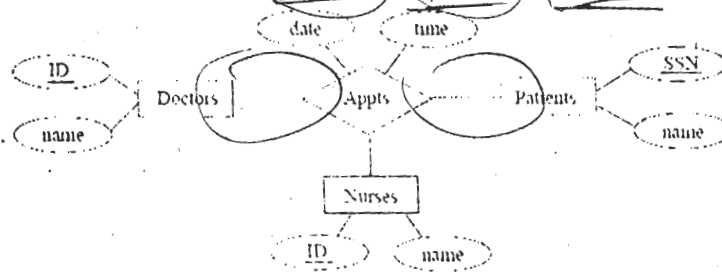 date time
ID SSN
Doctors Appts Patients
name name
Nurses
ID name